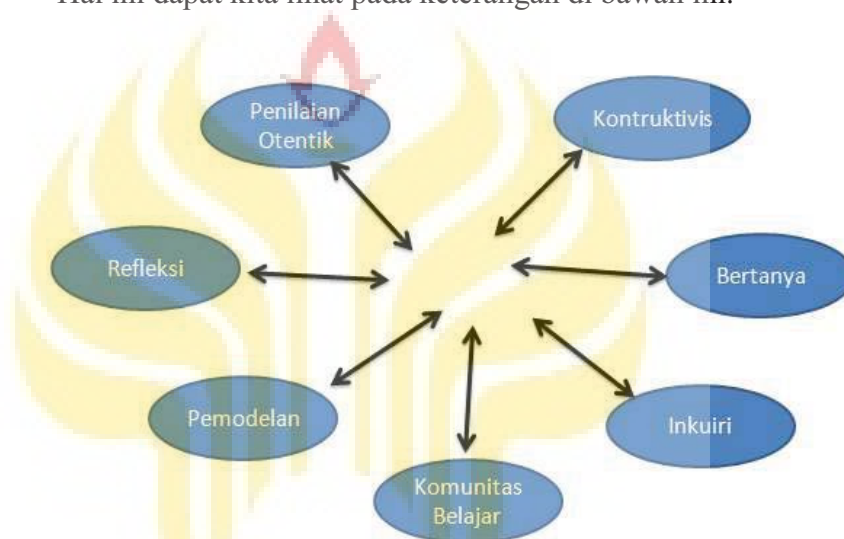 Hal ini dapat kita lihat pada keterangan di bawah ini:
Penilaian
Otentik
Kontruktivis
Refleksi
Bertanya
Pemodelan
Inkuiri
Komunitas
Belajar